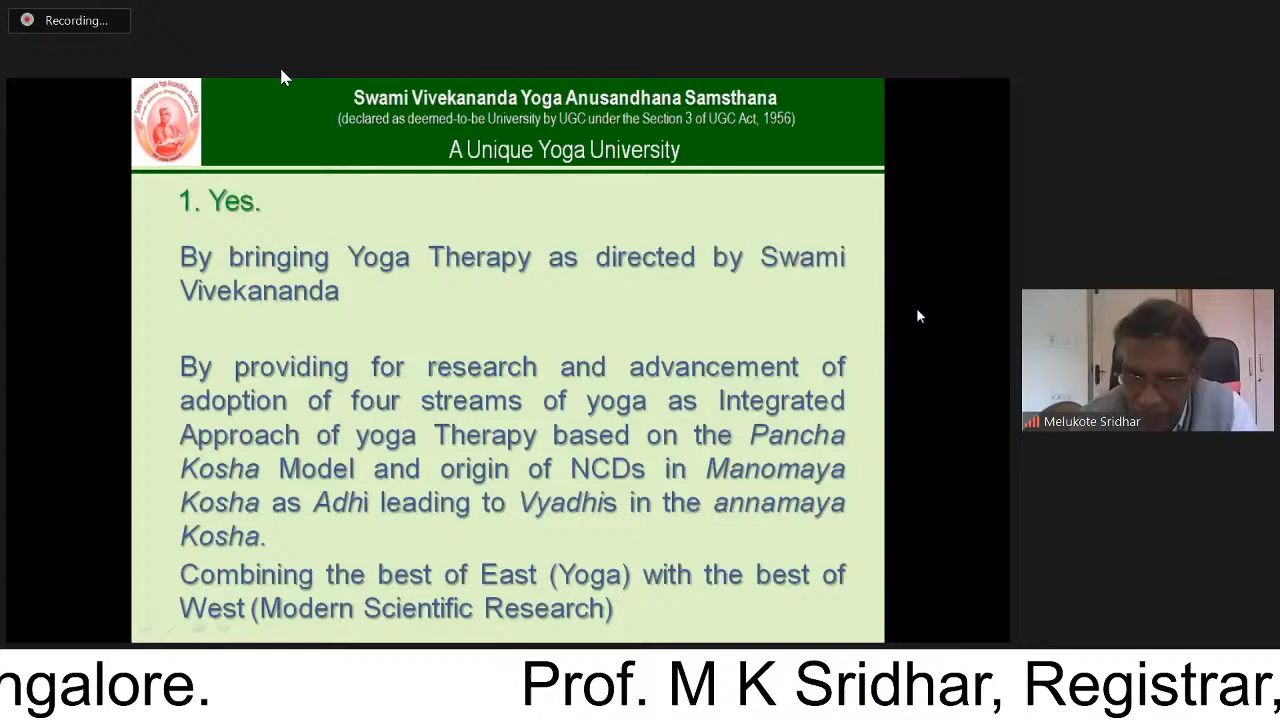 Recording...
Swami Vivekananda Yoga Anusandhana Samsthana
(declared as deemed-to-be University by UGC under the Section 3 of UGC Act, 1956)
A Unique Yoga University
1. Yes.
By bringing Yoga Therapy as directed by Swami
Vivekananda
By providing for research and advancement of
adoption of four streams of yoga as Integrated
Approach of yoga Therapy based on the Pancha
Kosha Model and origin of NCDs in Manomaya
Kosha as Adhi leading to Vyadhis in the annamaya
Kosha.
Combining the best of East (Yoga) with the best of
West (Modern Scientific Research)
Melukote Sridhar
ngalore. Prof. M K Sridhar, Registrar,